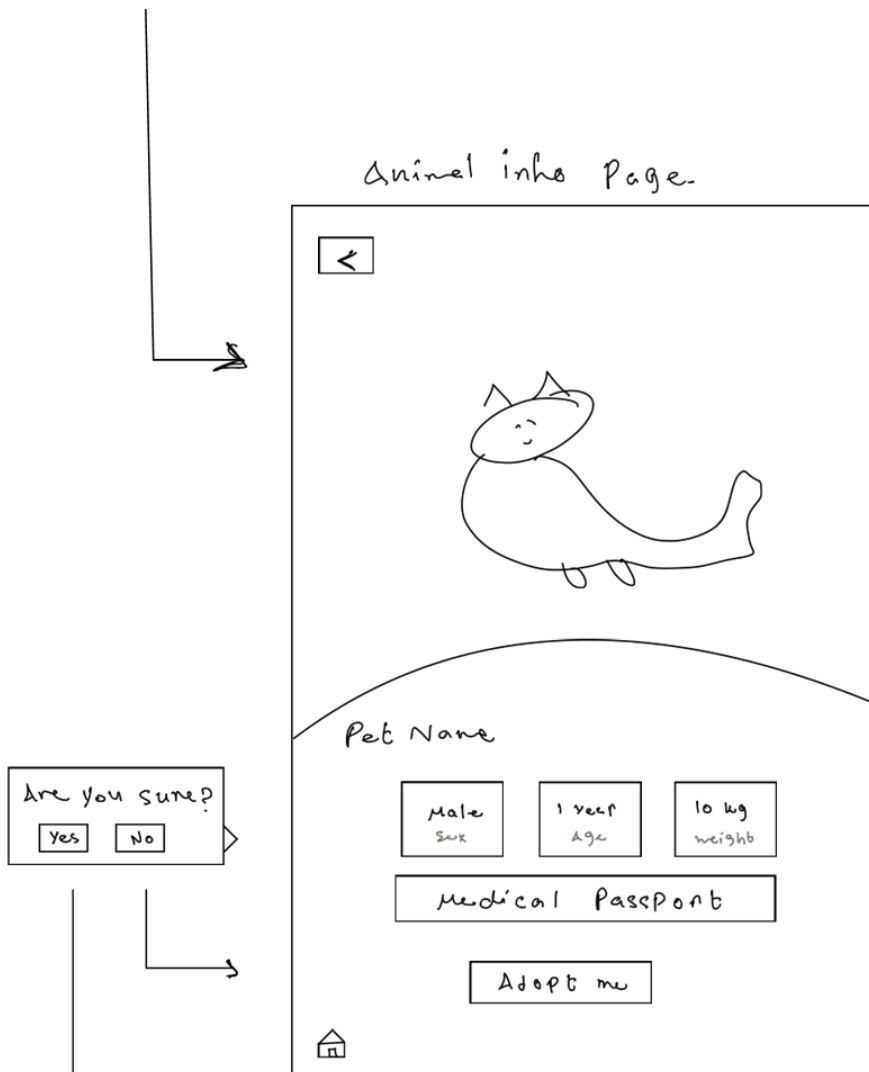 Animal info Page.
<
Pet Name
Male
Sex
1 year
Age
10 kg
weight
Medical Passport
Adopt me
Are you sure?
Yes
No